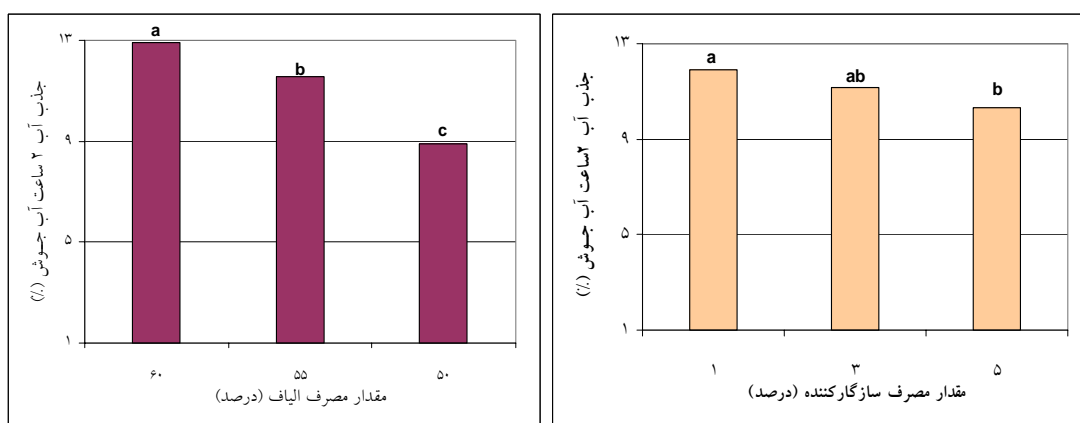 ۱۳
۹
۵
۱
a
b
c
۶۰ ۵۵ ۵۰
مقدار مصرف الیاف (درصد)
جذب آب ۲ ساعت آب جوش (٪)
۱۳
۹
۵
۱
a
ab
b
۱ ۳ ۵
مقدار مصرف سازگارکننده (درصد)
جذب آب ۲ساعت آب جوش (٪)